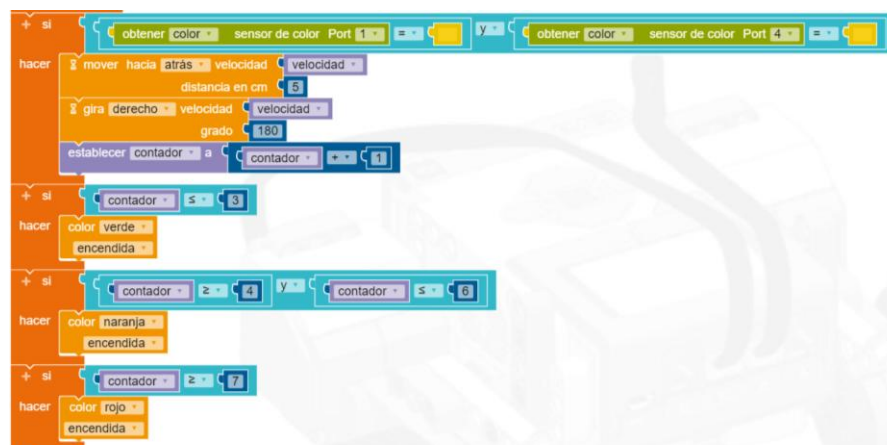 + si obtener color sensor de color Port 1 = y obtener color sensor de color Port 4 =
hacer mover hacia atrás velocidad velocidad
distancia en cm 5
gira derecho velocidad velocidad
grado 180
establecer contador a contador + 1
+ si contador ≤ 3
hacer color verde
encendida
+ si contador ≥ 4 y contador ≤ 6
hacer color naranja
encendida
+ si contador ≥ 7
hacer color rojo
encendida